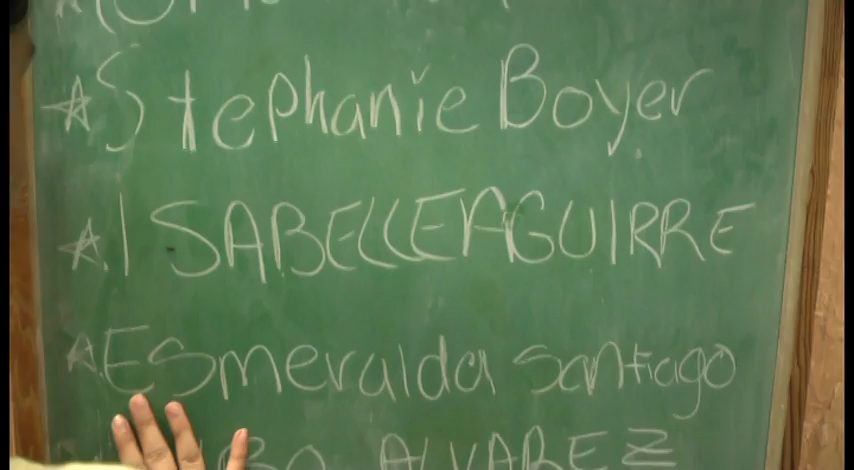 Stephanie Boyer
ISABELLE AGUIRRE
Esmeralda Santiago
ALVAREZ